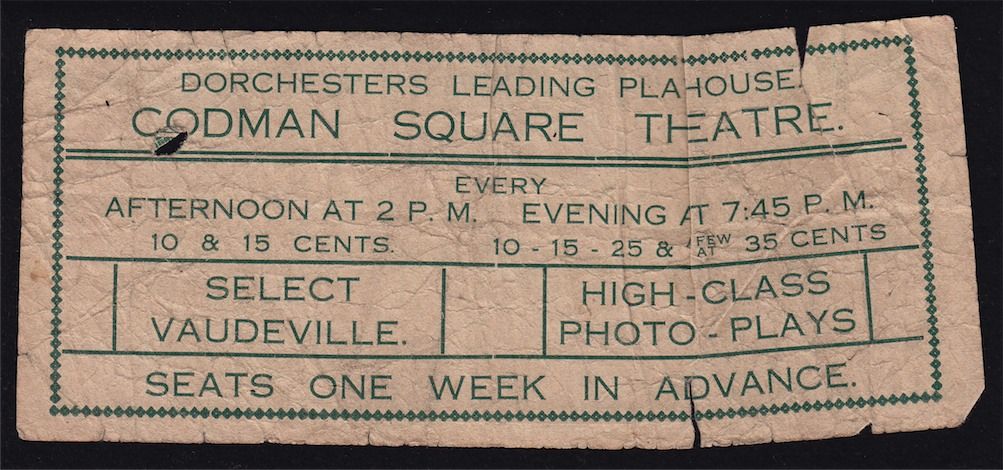 DORCHESTERS LEADING PLAHOUSE.
CODMAN SQUARE THEATRE.
EVERY
AFTERNOON AT 2 P. M. EVENING AT 7:45 P. M.
10 & 15 CENTS. 10 - 15 - 25 & FEW AT 35 CENTS
SELECT
VAUDEVILLE.
HIGH-CLASS
PHOTO-PLAYS
SEATS ONE WEEK IN ADVANCE.